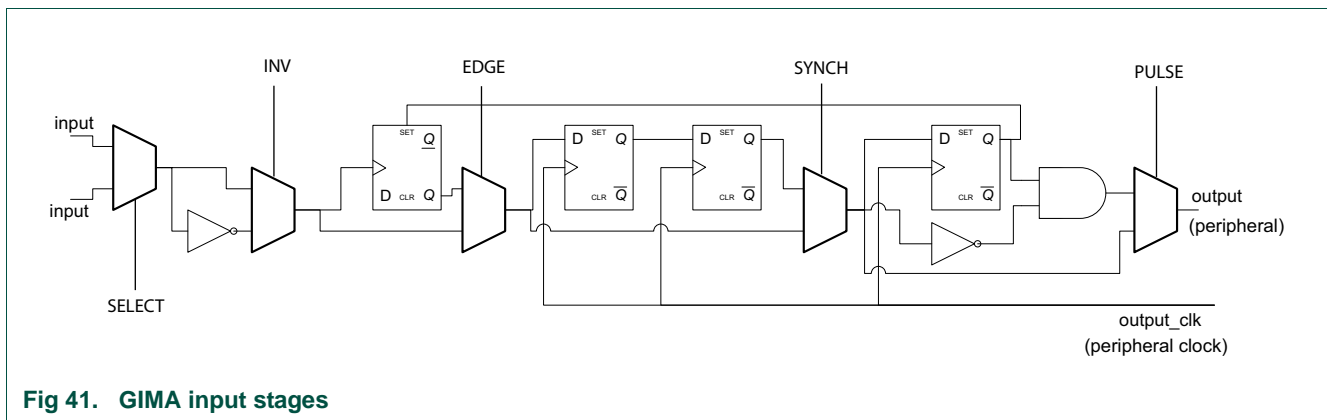 INV
EDGE
SYNCH
PULSE
input
input
SELECT
SET
Q
D
CLR
Q
D
SET
Q
CLR
Q
D
SET
Q
CLR
Q
D
SET
Q
CLR
Q
output
(peripheral)
output_clk
(peripheral clock)
Fig 41. GIMA input stages